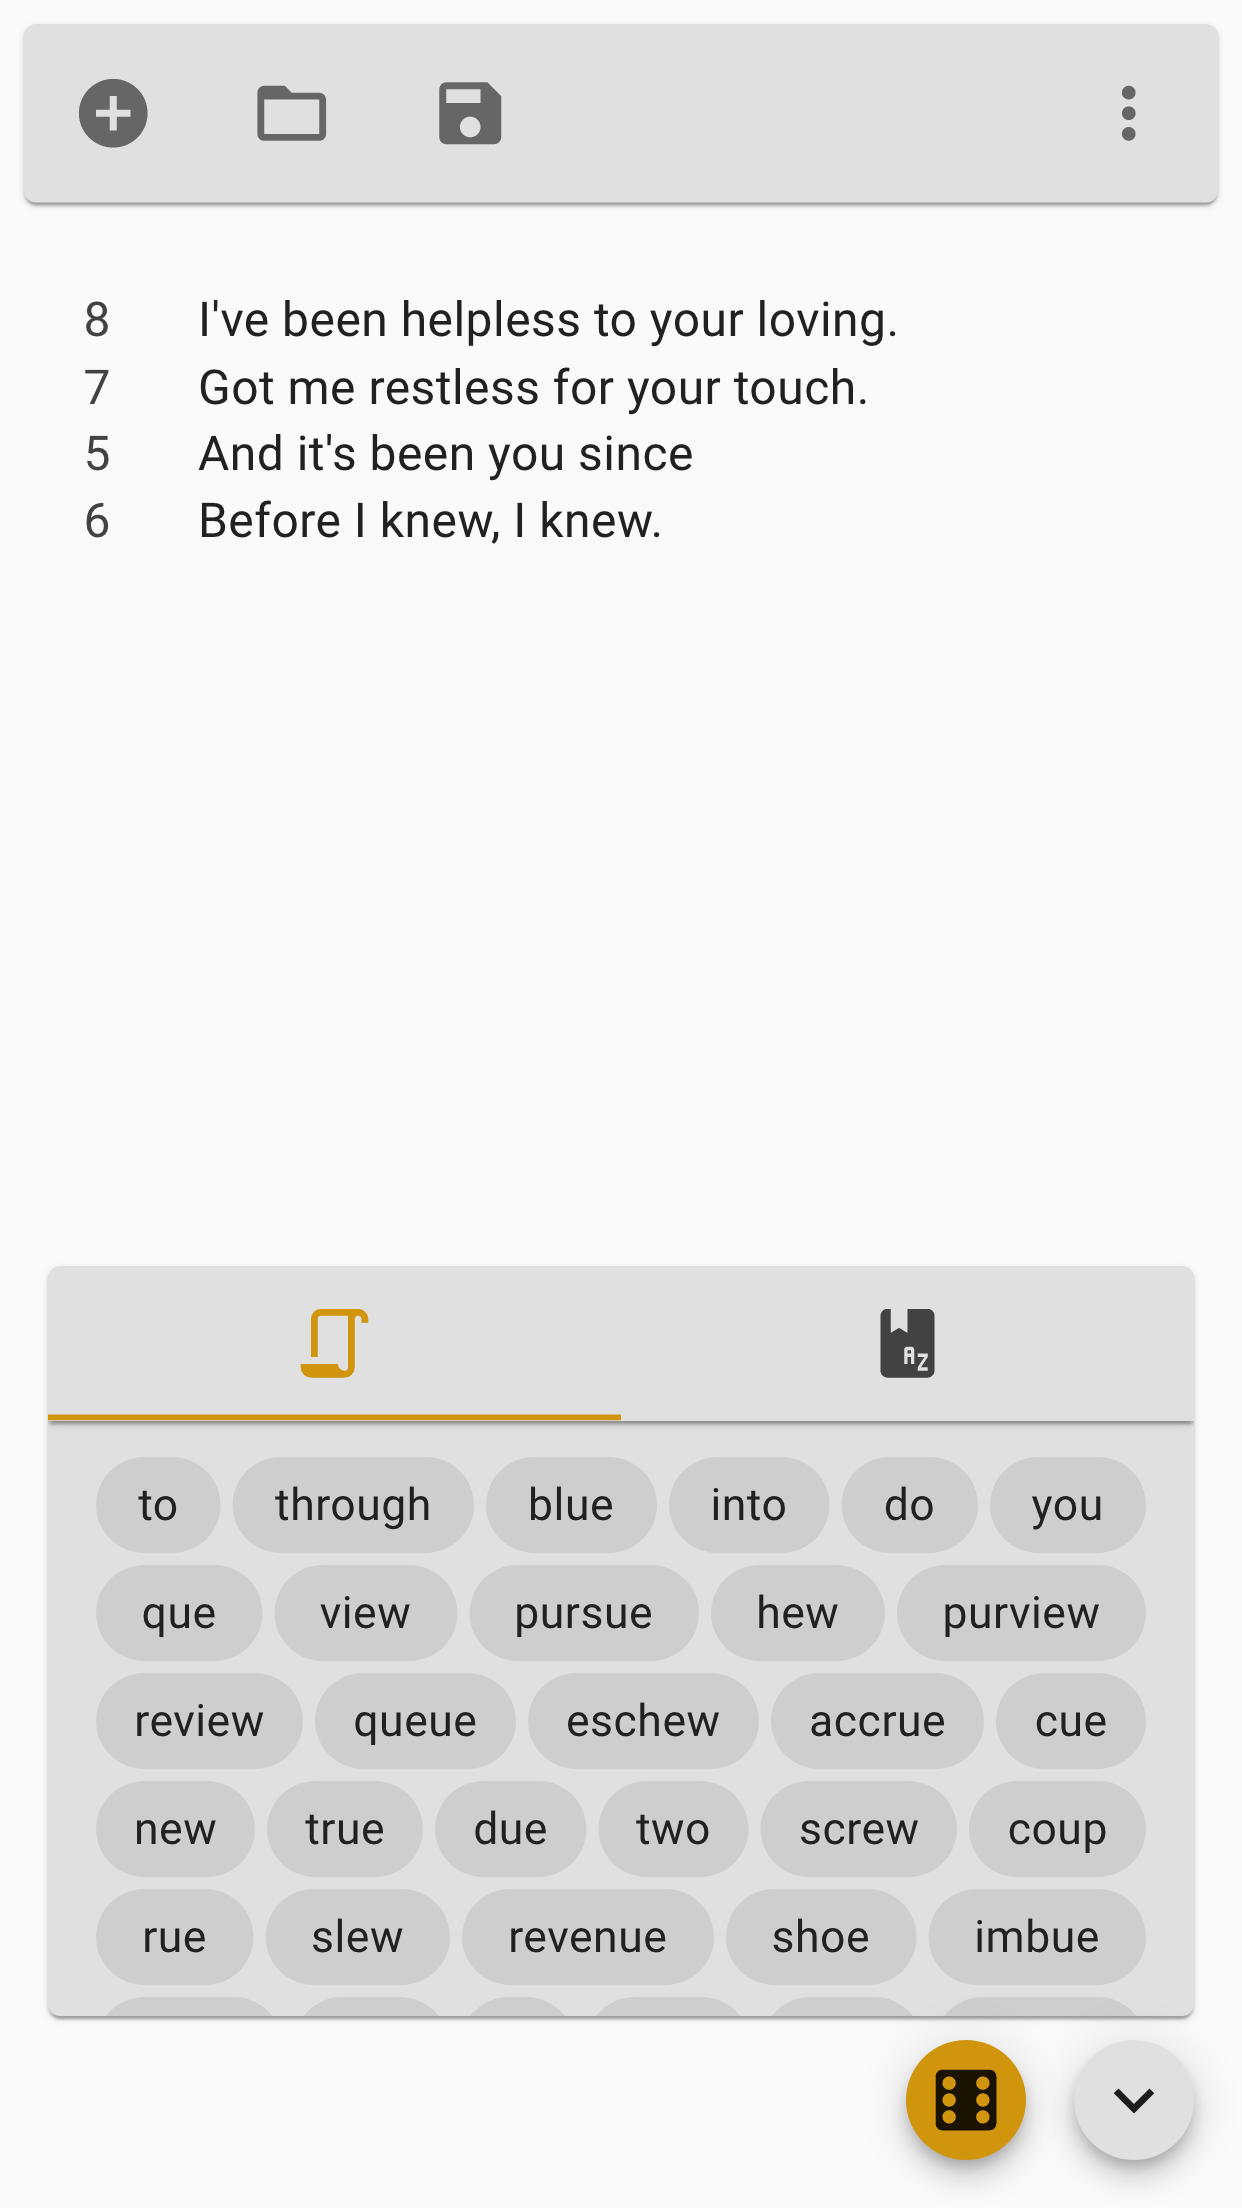 8 I've been helpless to your loving.
7 Got me restless for your touch.
5 And it's been you since
6 Before I knew, I knew.
AZ
to through blue into do you
que view pursue hew purview
review queue eschew accrue cue
new true due two screw coup
rue slew revenue shoe imbue